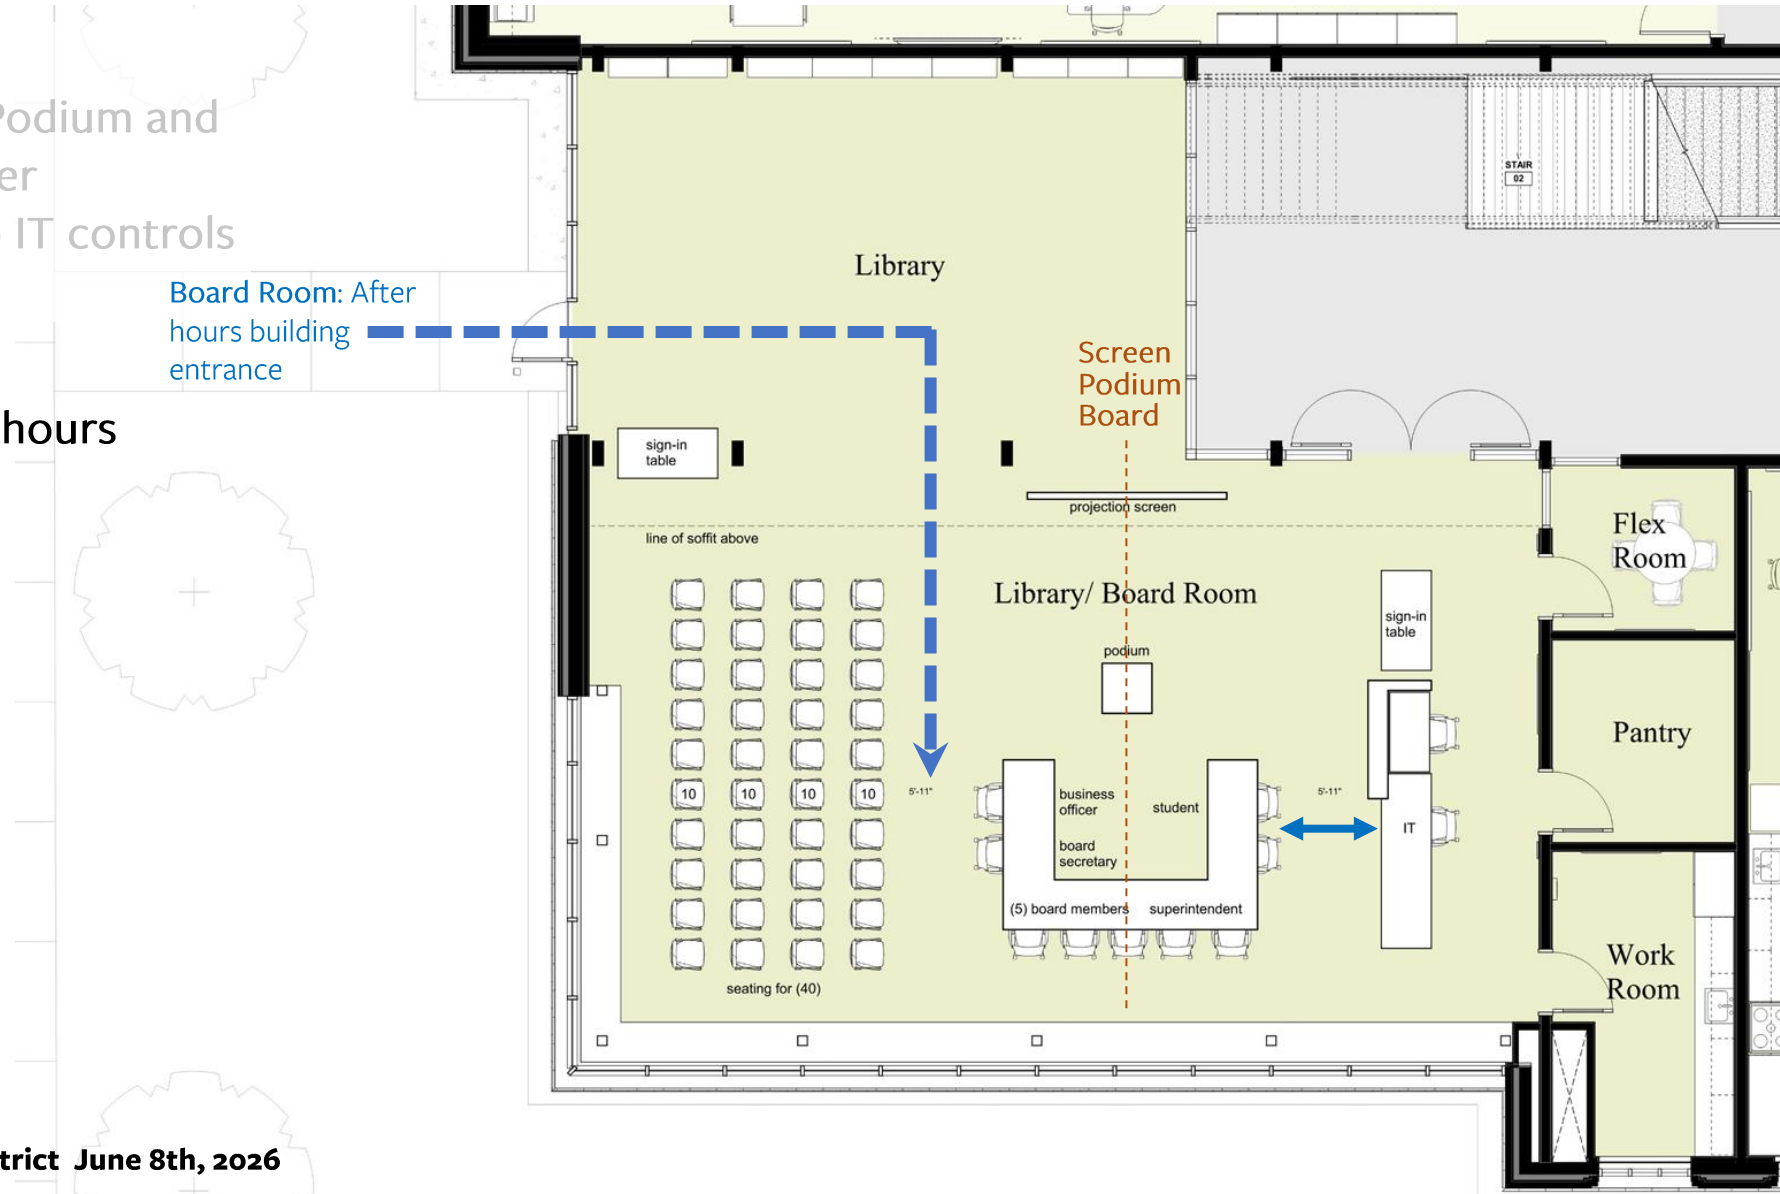 Podium and
er
IT controls
Board Room: After
hours building
entrance
hours
STAIR
02
Library
Screen
Podium
Board
sign-in
table
projection screen
line of soffit above
Library/ Board Room
Flex
Room
sign-in
table
podium
Pantry
10
10
10
10
5'-11"
business
officer
student
5'-11"
IT
board
secretary
(5) board members
superintendent
Work
Room
seating for (40)
trict June 8th, 2026